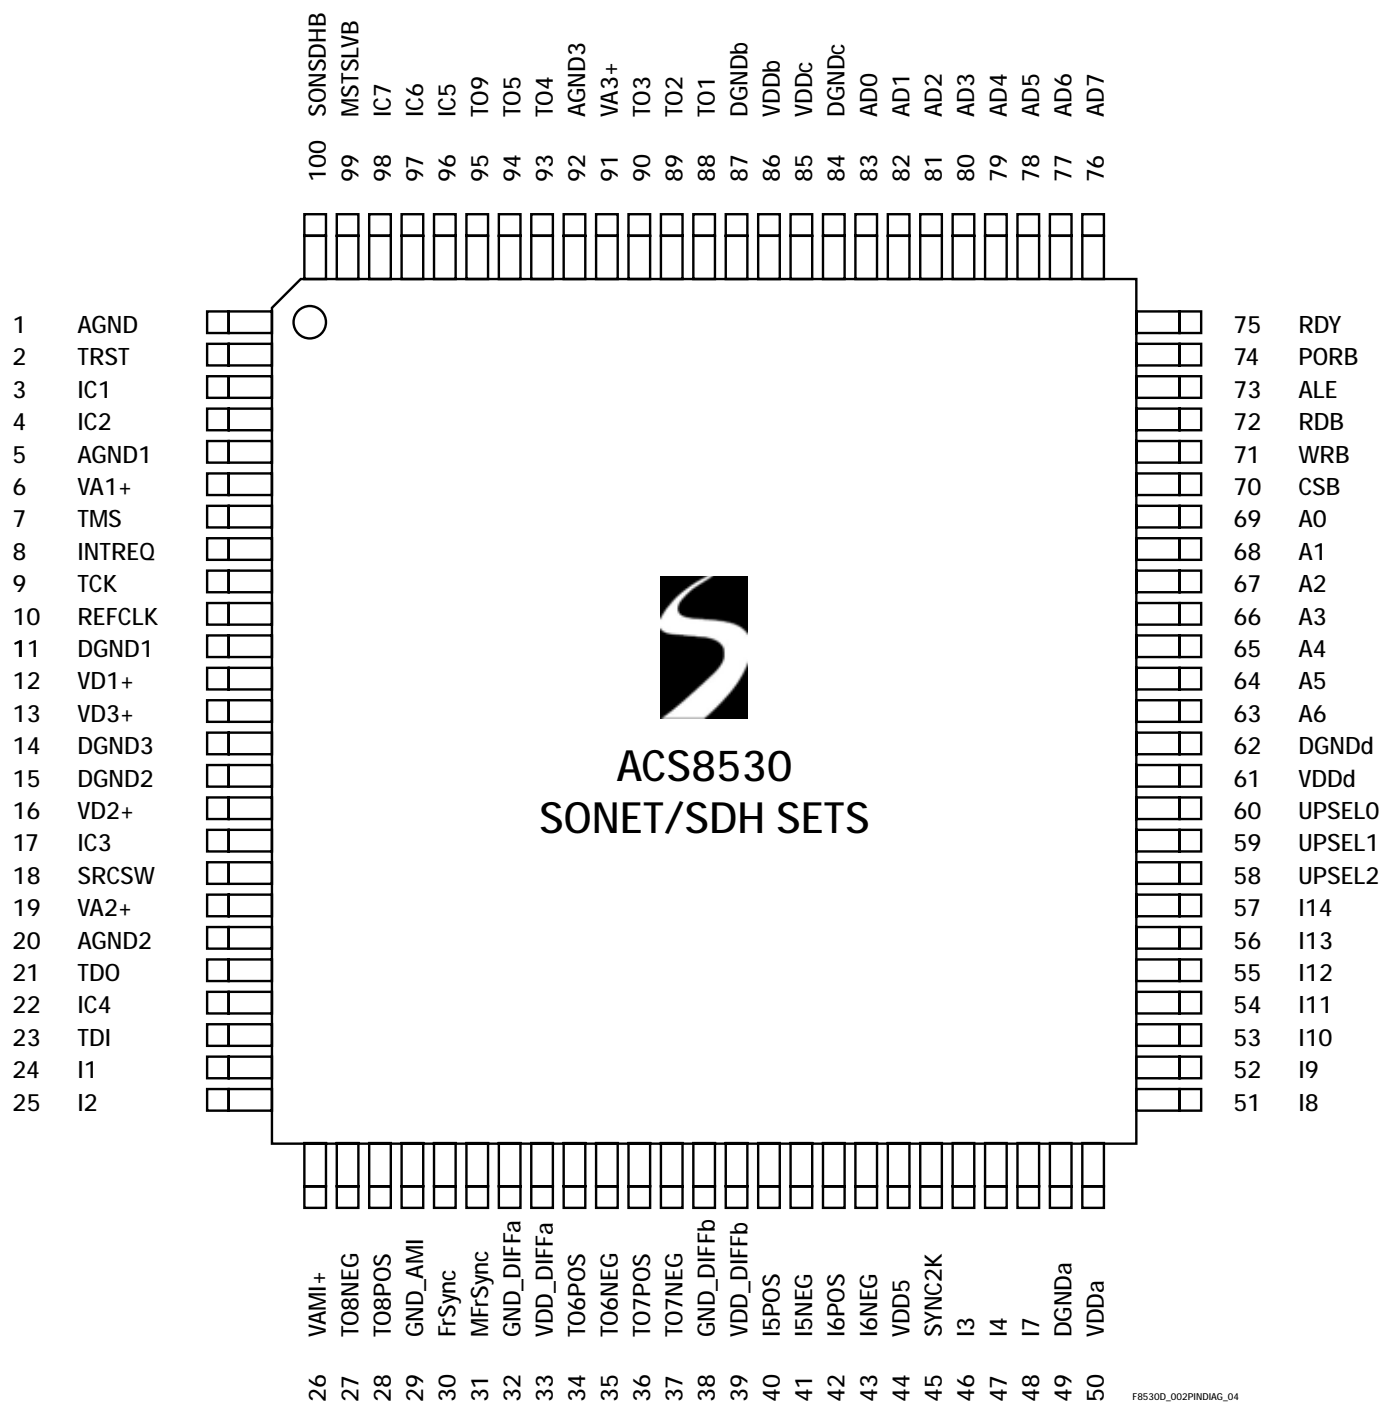 100 SONSDHB
99 MSTSLVB
98 IC7
97 IC6
96 IC5
95 TO9
94 TO5
93 TO4
92 AGND3
91 VA3+
90 TO3
89 TO2
88 TO1
87 DGNDb
86 VDDb
85 VDDc
84 DGNDc
83 AD0
82 AD1
81 AD2
80 AD3
79 AD4
78 AD5
77 AD6
76 AD7
1 AGND
2 TRST
3 IC1
4 IC2
5 AGND1
6 VA1+
7 TMS
8 INTREQ
9 TCK
10 REFCLK
11 DGND1
12 VD1+
13 VD3+
14 DGND3
15 DGND2
16 VD2+
17 IC3
18 SRCSW
19 VA2+
20 AGND2
21 TDO
22 IC4
23 TDI
24 I1
25 I2
ACS8530
SONET/SDH SETS
75 RDY
74 PORB
73 ALE
72 RDB
71 WRB
70 CSB
69 A0
68 A1
67 A2
66 A3
65 A4
64 A5
63 A6
62 DGNDd
61 VDDd
60 UPSEL0
59 UPSEL1
58 UPSEL2
57 I14
56 I13
55 I12
54 I11
53 I10
52 I9
51 I8
26 VAMI+
27 TO8NEG
28 TO8POS
29 GND_AMI
30 FrSync
31 MFrSync
32 GND_DIFFa
33 VDD_DIFFa
34 TO6POS
35 TO6NEG
36 TO7POS
37 TO7NEG
38 GND_DIFFb
39 VDD_DIFFb
40 I5POS
41 I5NEG
42 I6POS
43 I6NEG
44 VDD5
45 SYNC2K
46 I3
47 I4
48 I7
49 DGNDa
50 VDDa
F8530D_002PINDIAG_04